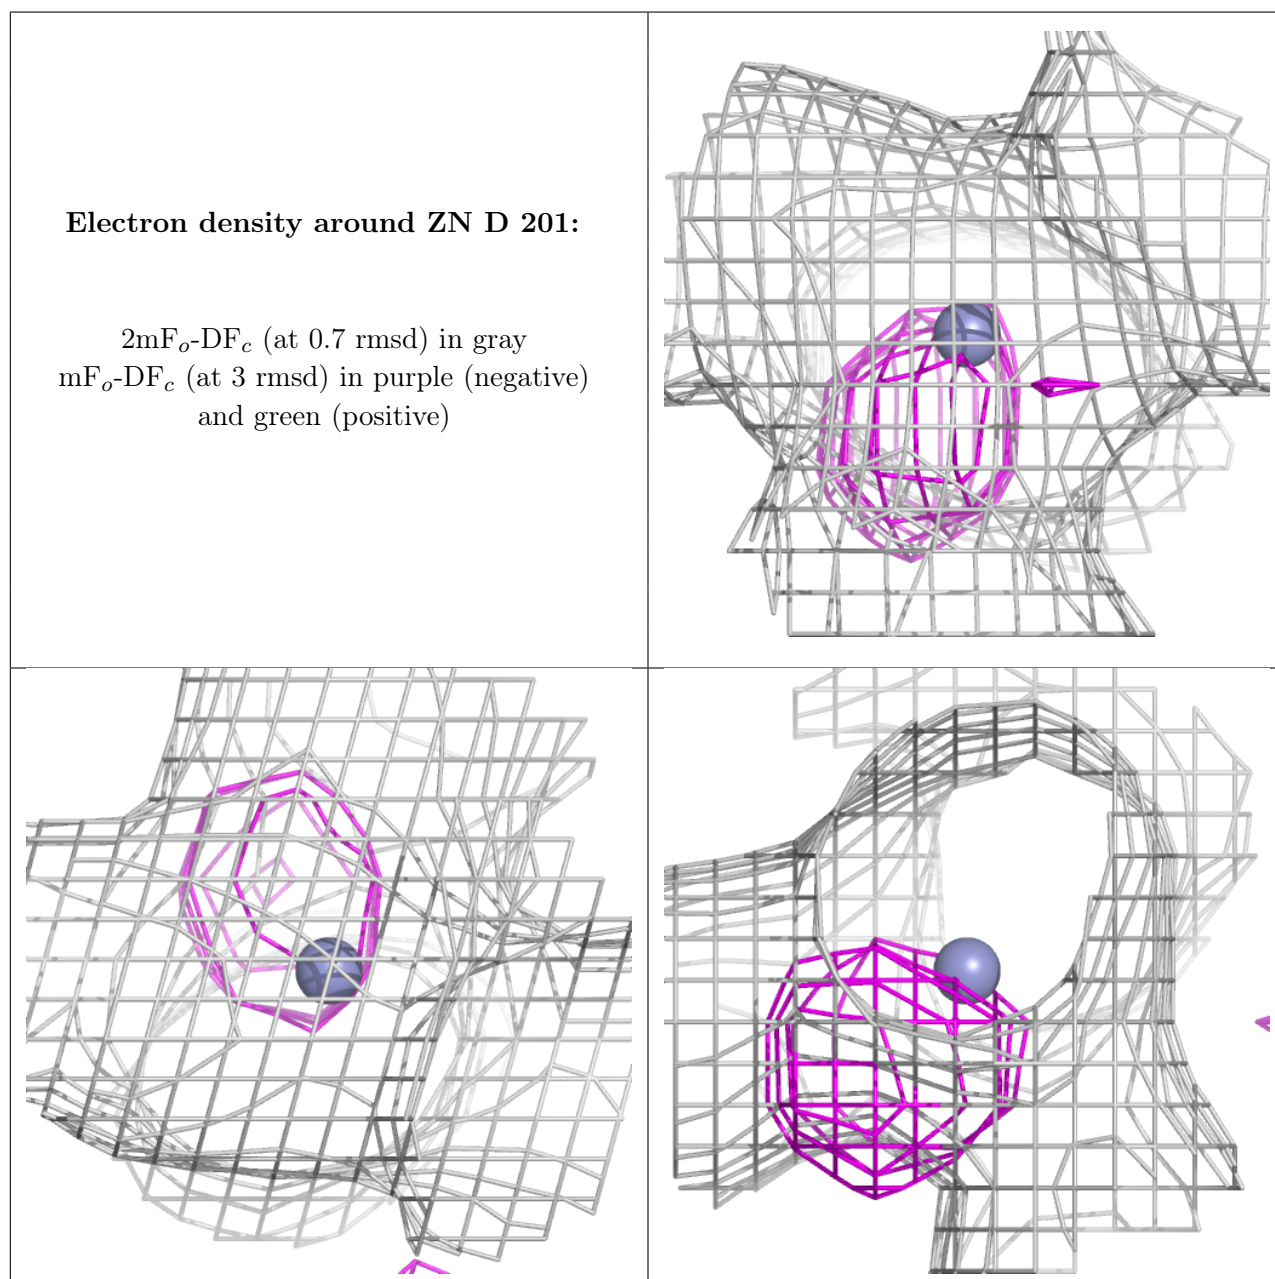 Electron density around ZN D 201:
2mFo-DFc (at 0.7 rmsd) in gray
mFo-DFc (at 3 rmsd) in purple (negative)
and green (positive)